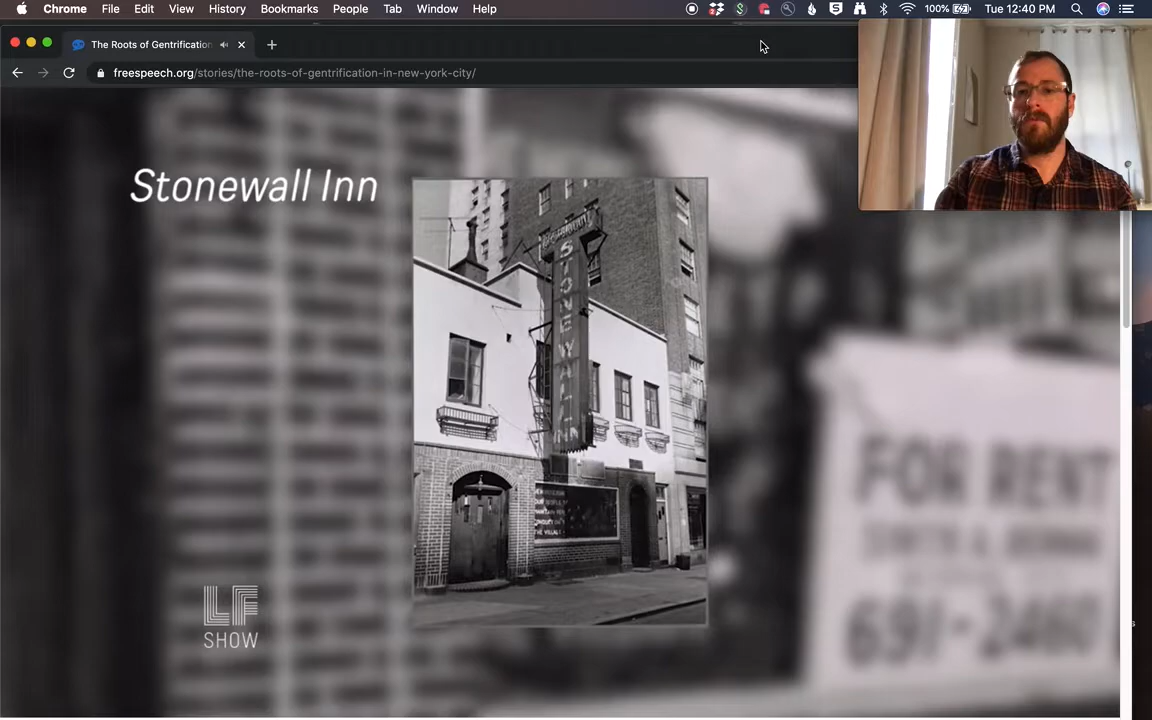 Chrome File Edit View History Bookmarks People Tab Window Help
100% Tue 12:40 PM
The Roots of Gentrification
freespeech.org/stories/the-roots-of-gentrification-in-new-york-city/
Stonewall Inn
STONEWALL INN
FOR RENT
691-2460
LF
SHOW